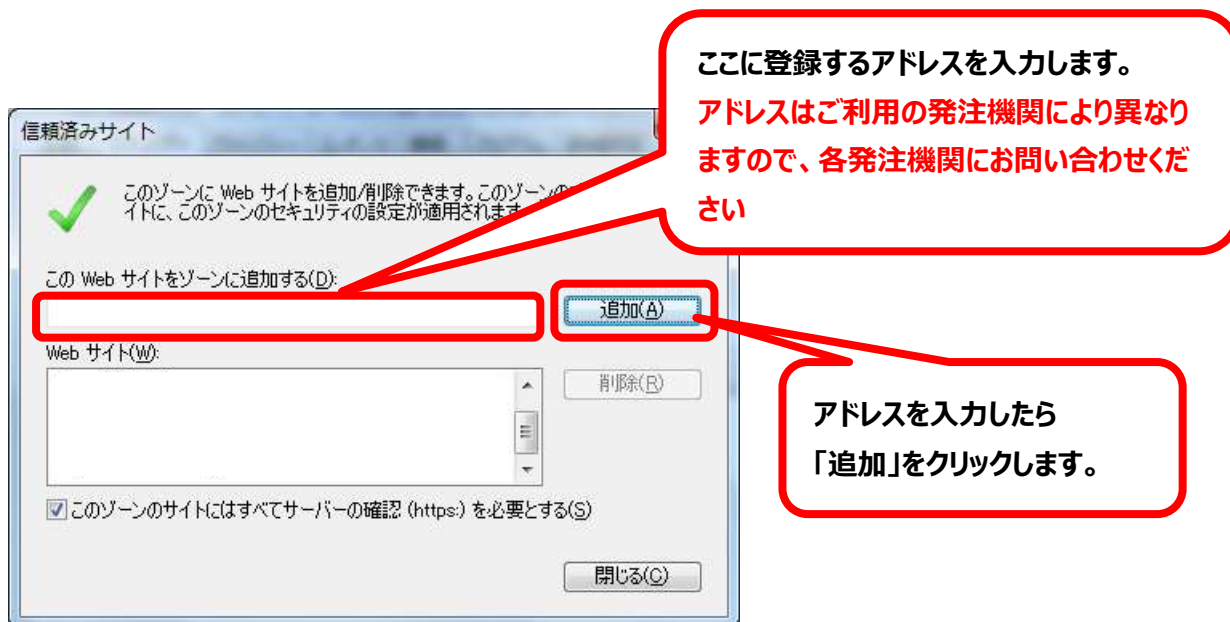 ここに登録するアドレスを入力します。
アドレスはご利用の発注機関により異なり
ますので、各発注機関にお問い合わせくだ
さい
信頼済みサイト
このゾーンに Web サイトを追加/削除できます。このゾーンの
イトに、このゾーンのセキュリティの設定が適用されます
この Web サイトをゾーンに追加する(D):
追加(A)
Web サイト(W):
削除(R)
アドレスを入力したら
「追加」をクリックします。
このゾーンのサイトにはすべてサーバーの確認 (https:) を必要とする(S)
閉じる(C)